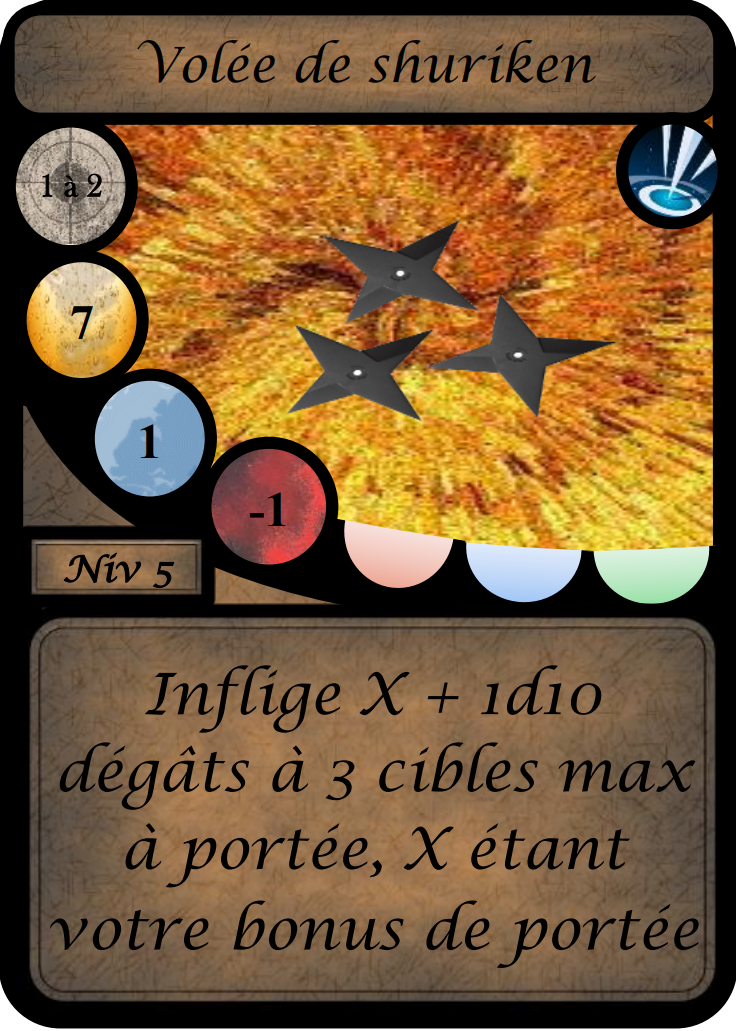 Volée de shuriken
1 à 2
7
1
-1
Niv 5
Inflige X + 1d10
dégâts à 3 cibles max
à portée, X étant
votre bonus de portée